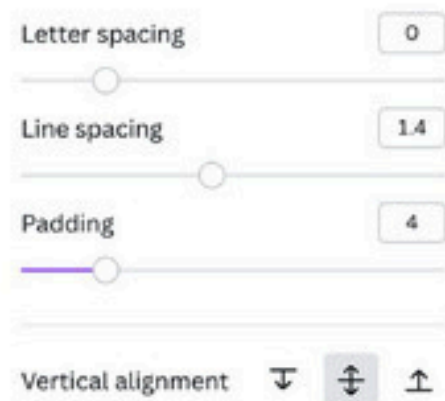 Letter spacing 0
Line spacing 1.4
Padding 4
Vertical alignment